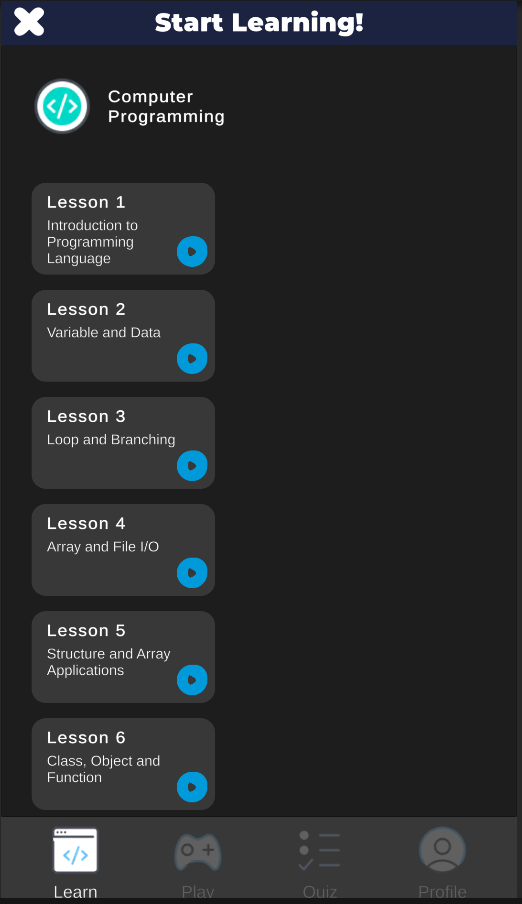 Start Learning!
Computer
Programming
Lesson 1
Introduction to
Programming
Language
Lesson 2
Variable and Data
Lesson 3
Loop and Branching
Lesson 4
Array and File I/O
Lesson 5
Structure and Array
Applications
Lesson 6
Class, Object and
Function
Learn
Play
Quiz
Profile